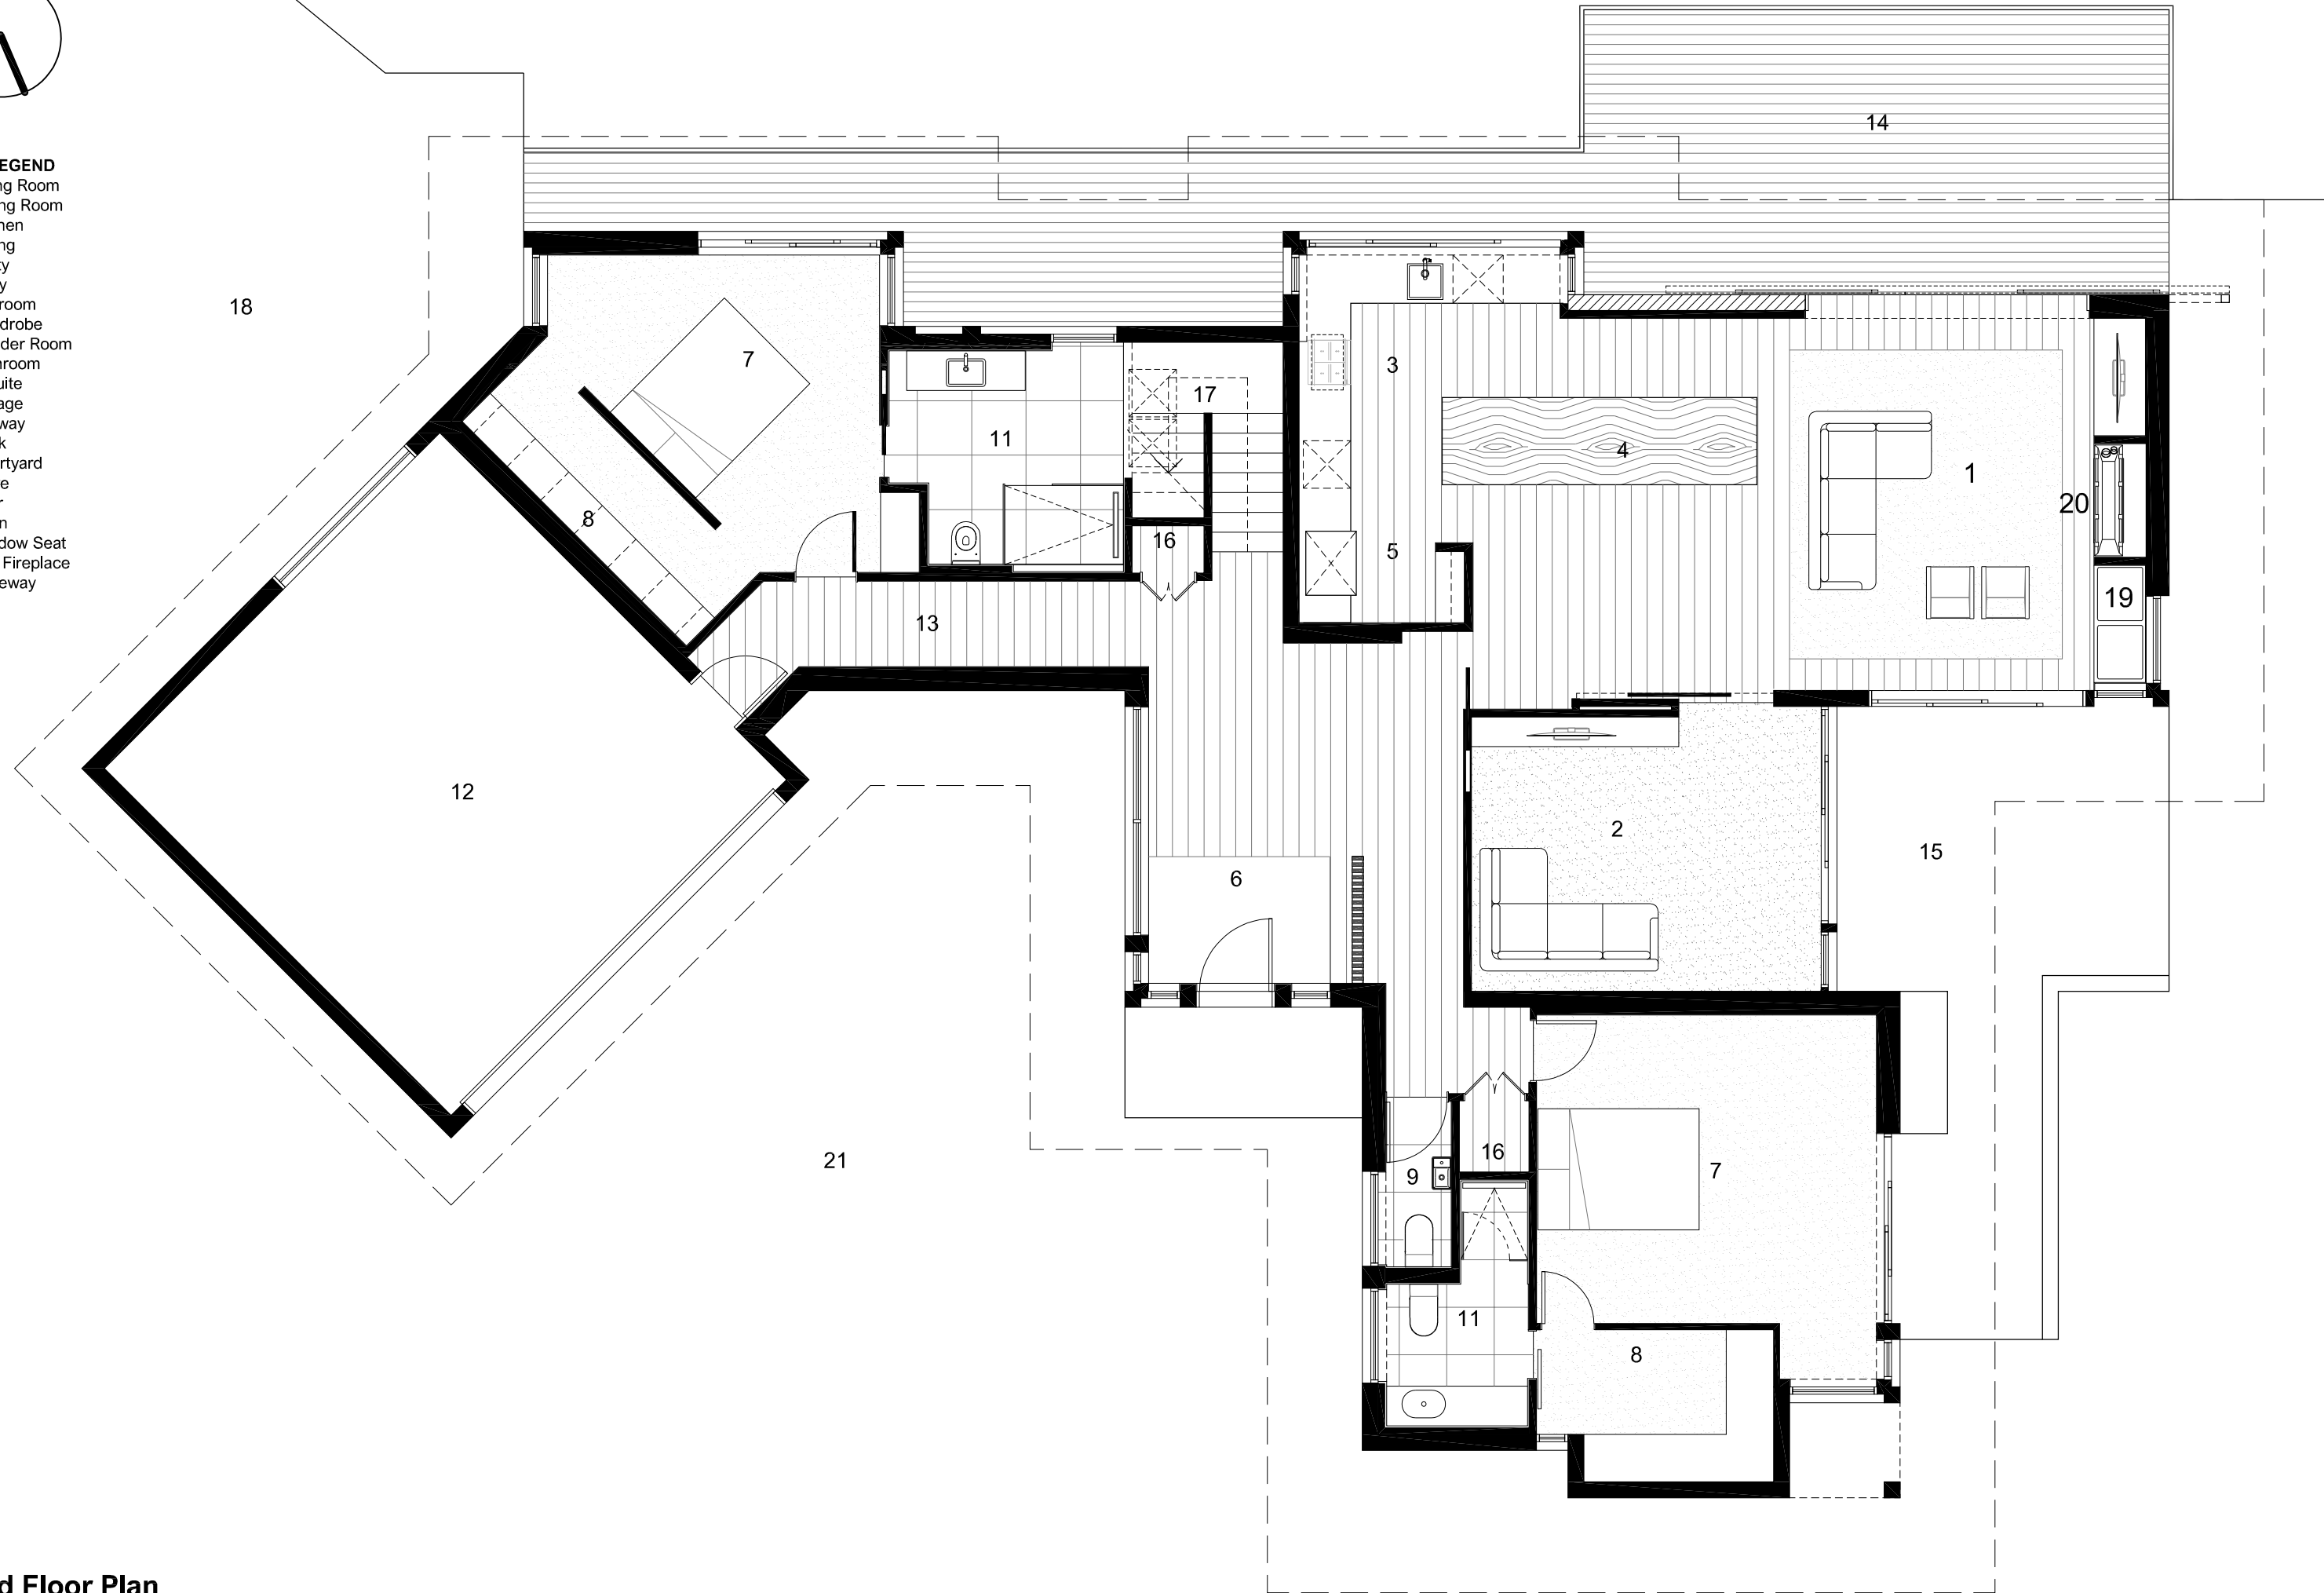 EGEND
ng Room
ng Room
hen
ng
ty
y
room
drobe
der Room
hroom
uite
age
way
k
rtyard
e
r
n
dow Seat
Fireplace
eway
14
18
7
3
17
11
4
1
20
8
16
5
19
13
12
2
15
6
21
16
9
7
11
8
d Floor Plan